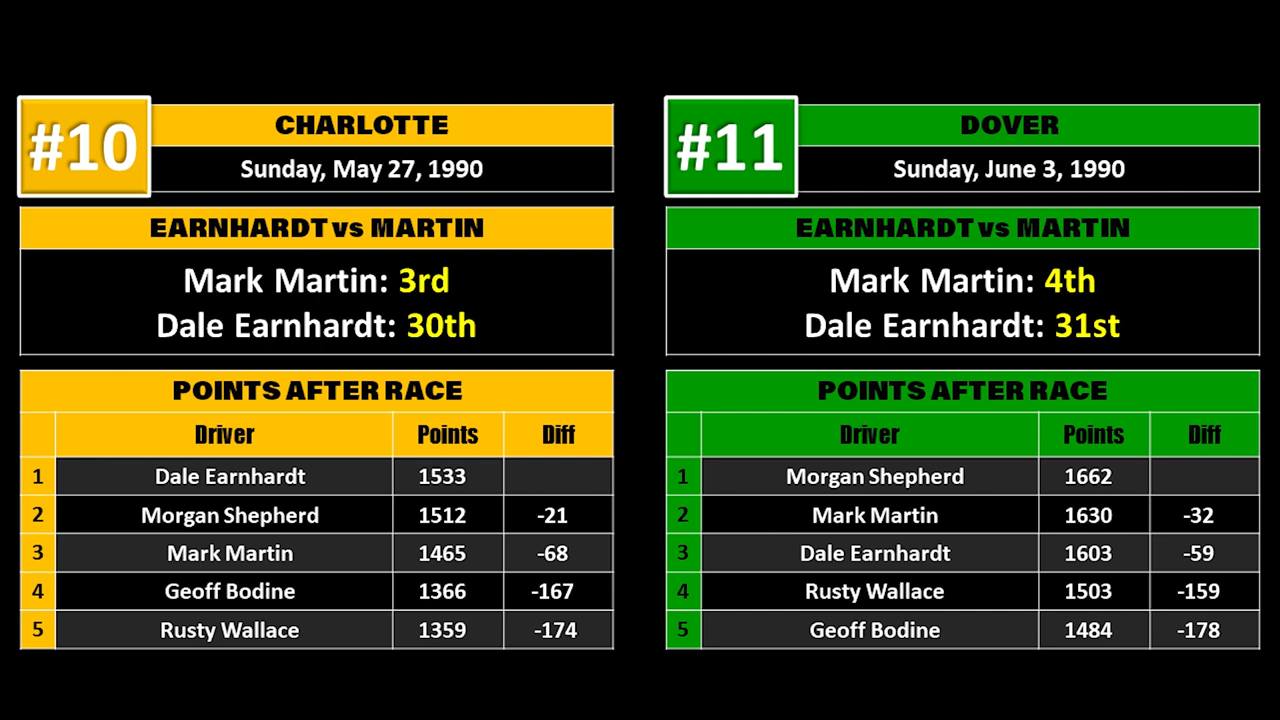 #10
CHARLOTTE
Sunday, May 27, 1990
EARNHARDT vs MARTIN
Mark Martin: 3rd
Dale Earnhardt: 30th
POINTS AFTER RACE
Driver Points Diff
1 Dale Earnhardt 1533
2 Morgan Shepherd 1512 -21
3 Mark Martin 1465 -68
4 Geoff Bodine 1366 -167
5 Rusty Wallace 1359 -174
#11
DOVER
Sunday, June 3, 1990
EARNHARDT vs MARTIN
Mark Martin: 4th
Dale Earnhardt: 31st
POINTS AFTER RACE
Driver Points Diff
1 Morgan Shepherd 1662
2 Mark Martin 1630 -32
3 Dale Earnhardt 1603 -59
4 Rusty Wallace 1503 -159
5 Geoff Bodine 1484 -178